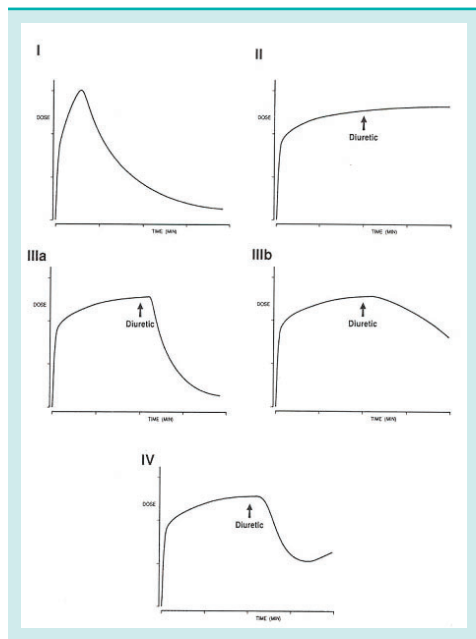 I
DOSE
TIME (MIN)
II
DOSE
Diuretic
TIME (MIN)
IIIa
DOSE
Diuretic
TIME (MIN)
IIIb
DOSE
Diuretic
TIME (MIN)
IV
DOSE
Diuretic
TIME (MIN)